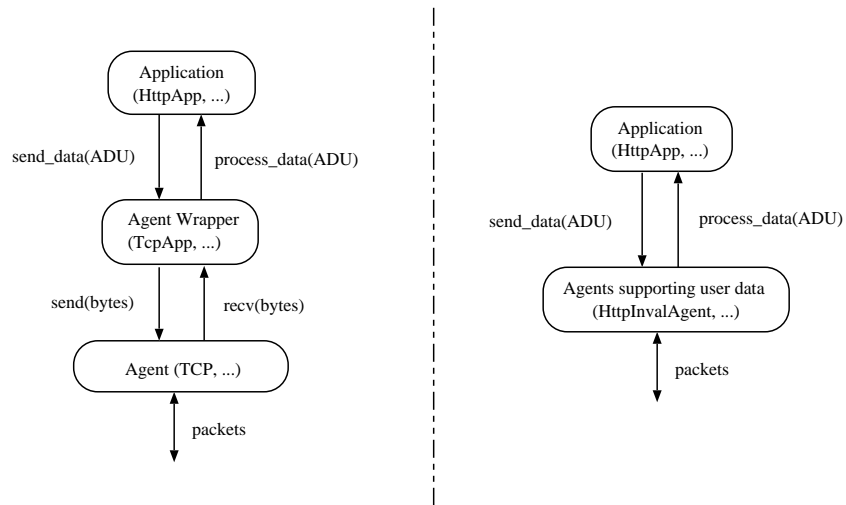 Application
(HttpApp, ...)
send_data(ADU)
process_data(ADU)
Agent Wrapper
(TcpApp, ...)
send(bytes)
recv(bytes)
Agent (TCP, ...)
packets
Application
(HttpApp, ...)
send_data(ADU)
process_data(ADU)
Agents supporting user data
(HttpInvalAgent, ...)
packets